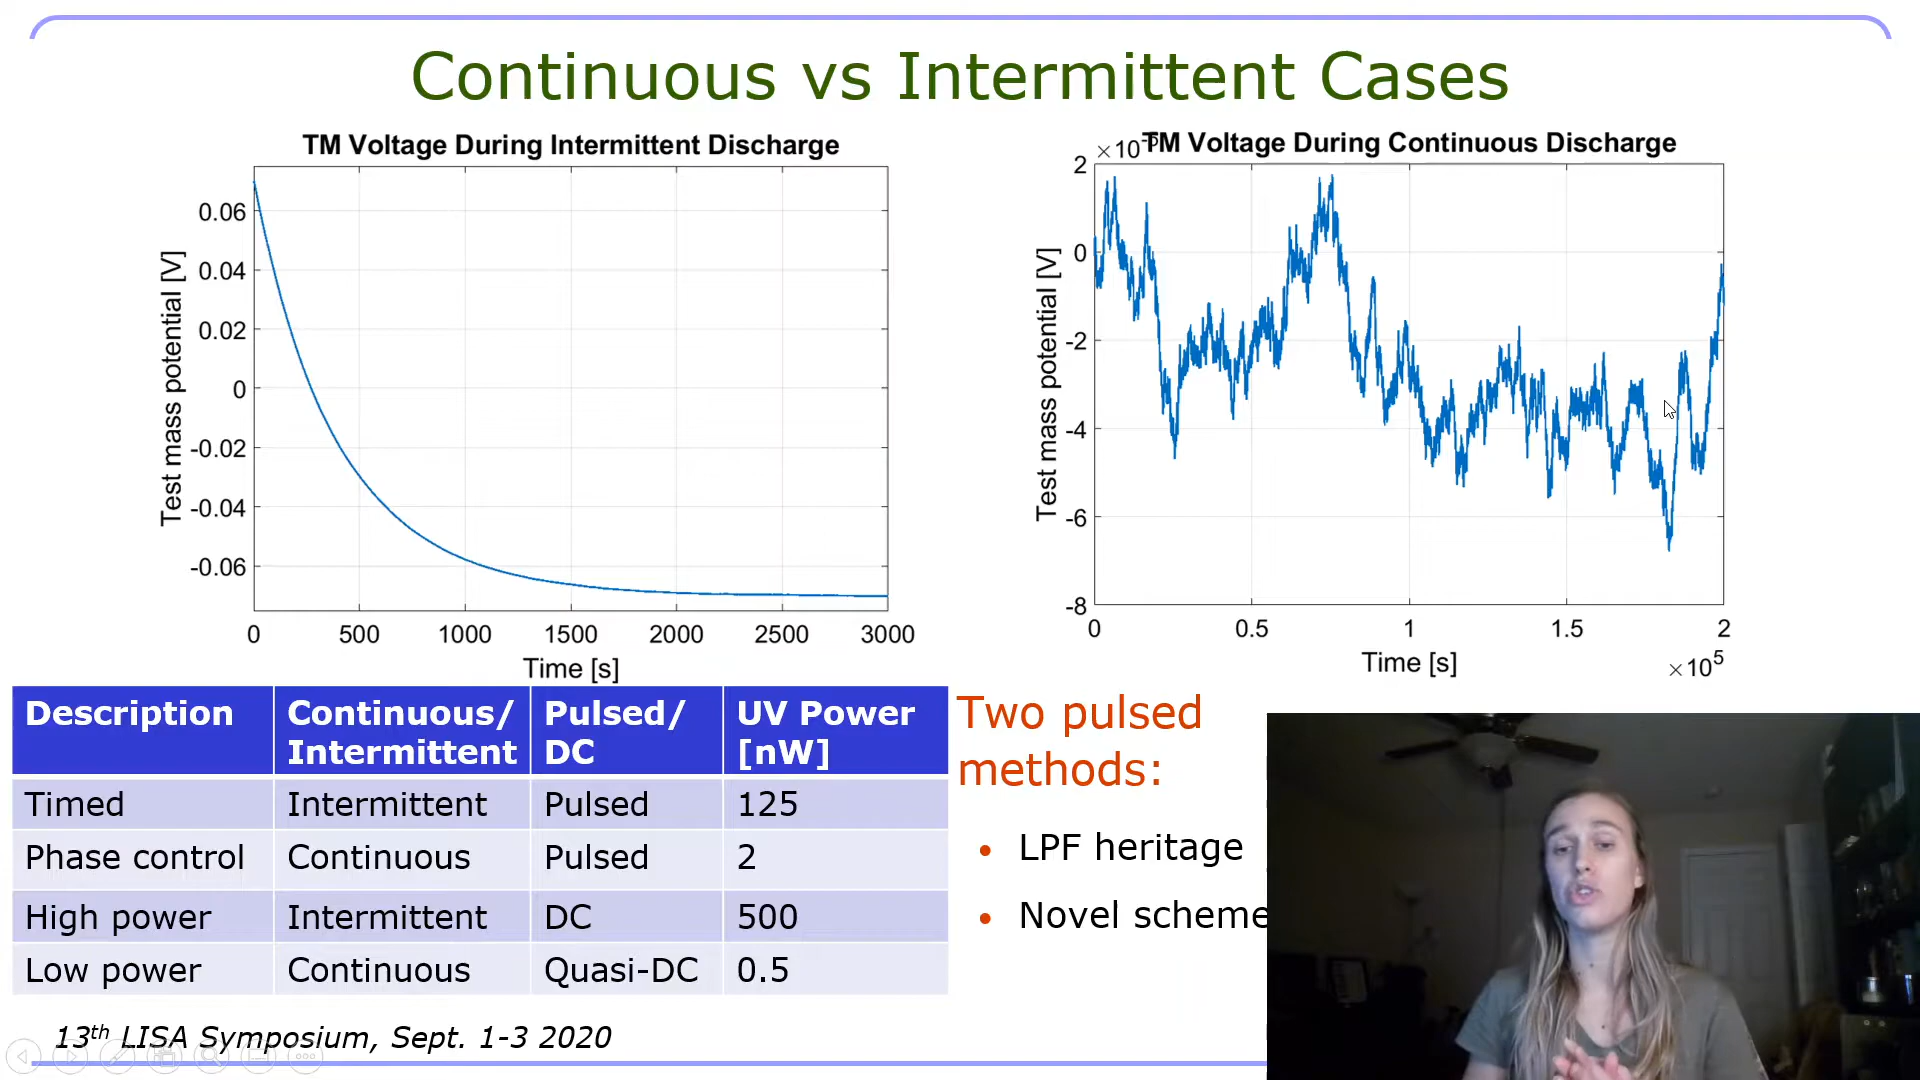 Continuous vs Intermittent Cases
TM Voltage During Intermittent Discharge
0.06
0.04
0.02
0
-0.02
-0.04
-0.06
Test mass potential [V]
0 500 1000 1500 2000 2500 3000
Time [s]
TM Voltage During Continuous Discharge
2
0
-2
-4
-6
-8
Test mass potential [V]
0 0.5 1 1.5 2
Time [s] ×10⁵
Description Continuous/ Pulsed/ UV Power
Intermittent DC [nW]
Timed Intermittent Pulsed 125
Phase control Continuous Pulsed 2
High power Intermittent DC 500
Low power Continuous Quasi-DC 0.5
Two pulsed
methods:
• LPF heritage
• Novel scheme
13th LISA Symposium, Sept. 1-3 2020